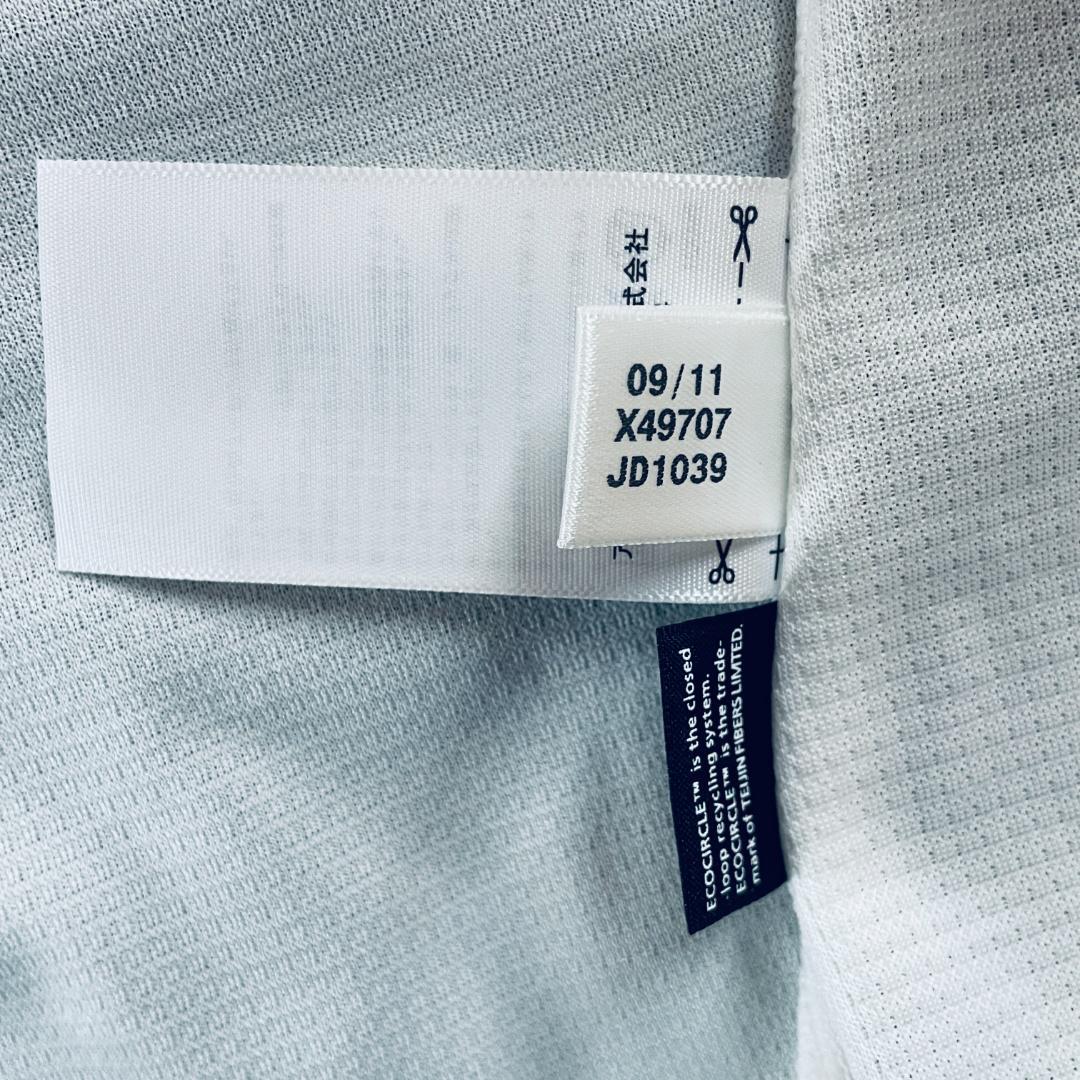 式会社
09/11
X49707
JD1039
ECOCIRCLE™ is the closed
-loop recycling system.
ECOCIRCLE™ is the trade-
mark of TEIJIN FIBERS LIMITED.